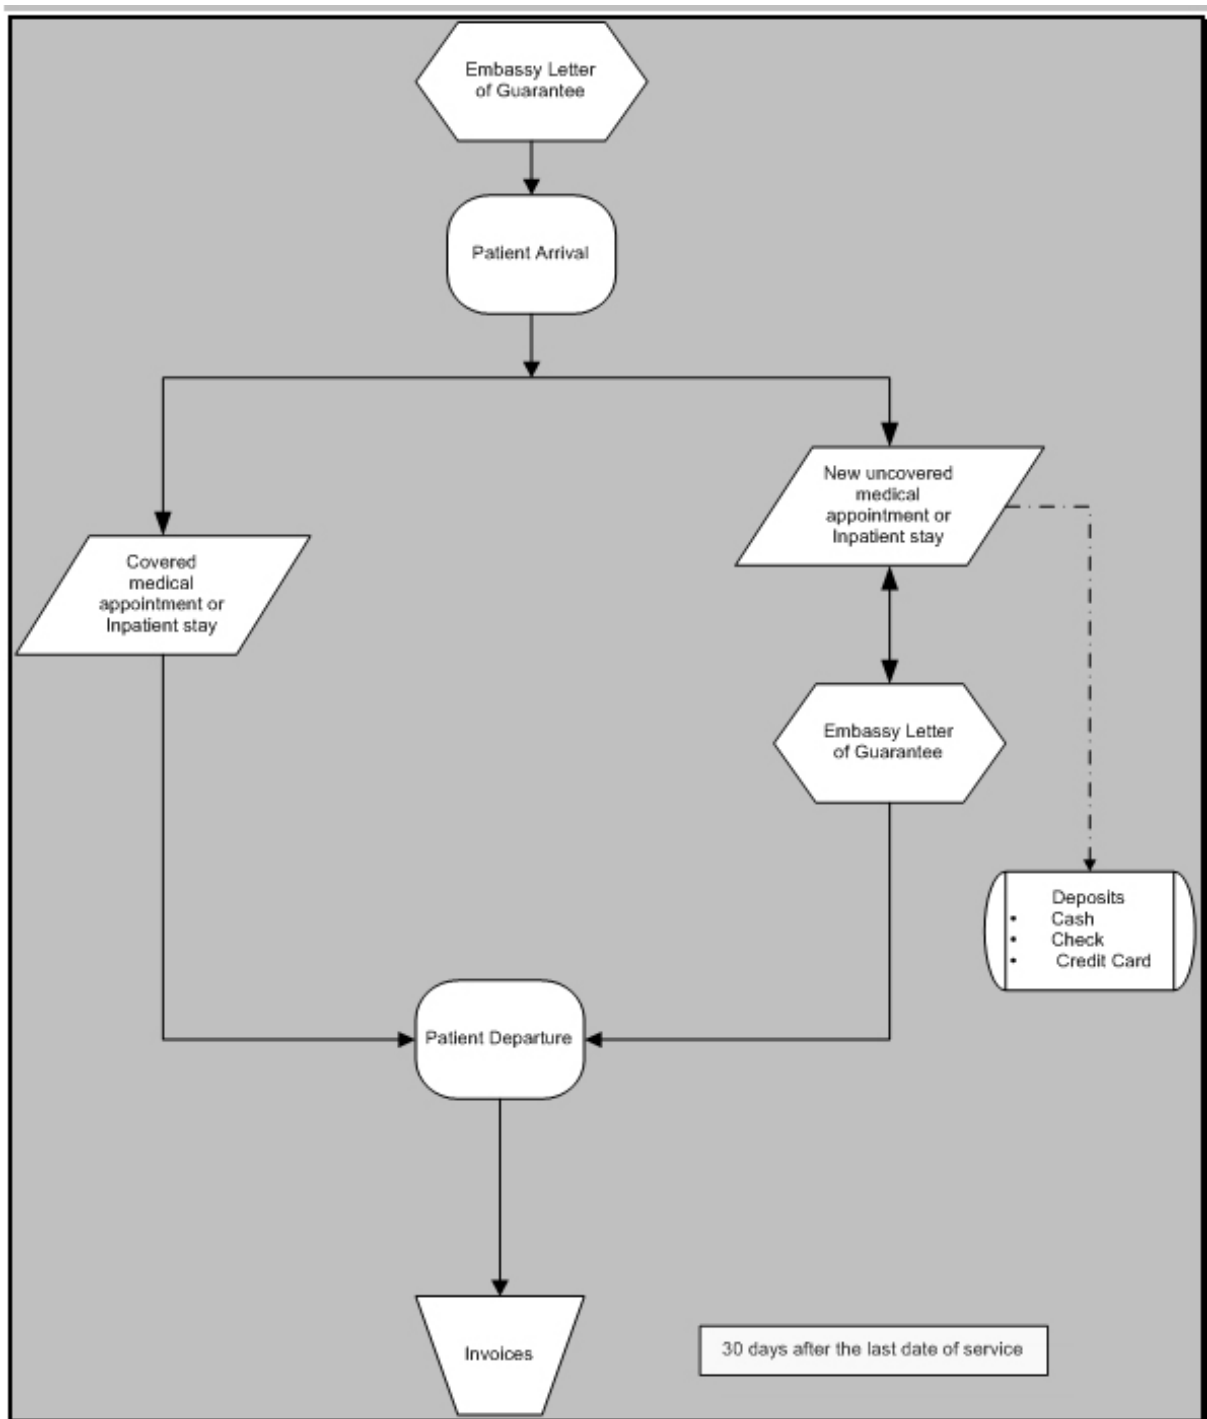 Embassy Letter
of Guarantee
Patient Arrival
New uncovered
medical
appointment or
Inpatient stay
Covered
medical
appointment or
Inpatient stay
Embassy Letter
of Guarantee
Deposits
• Cash
• Check
• Credit Card
Patient Departure
Invoices
30 days after the last date of service